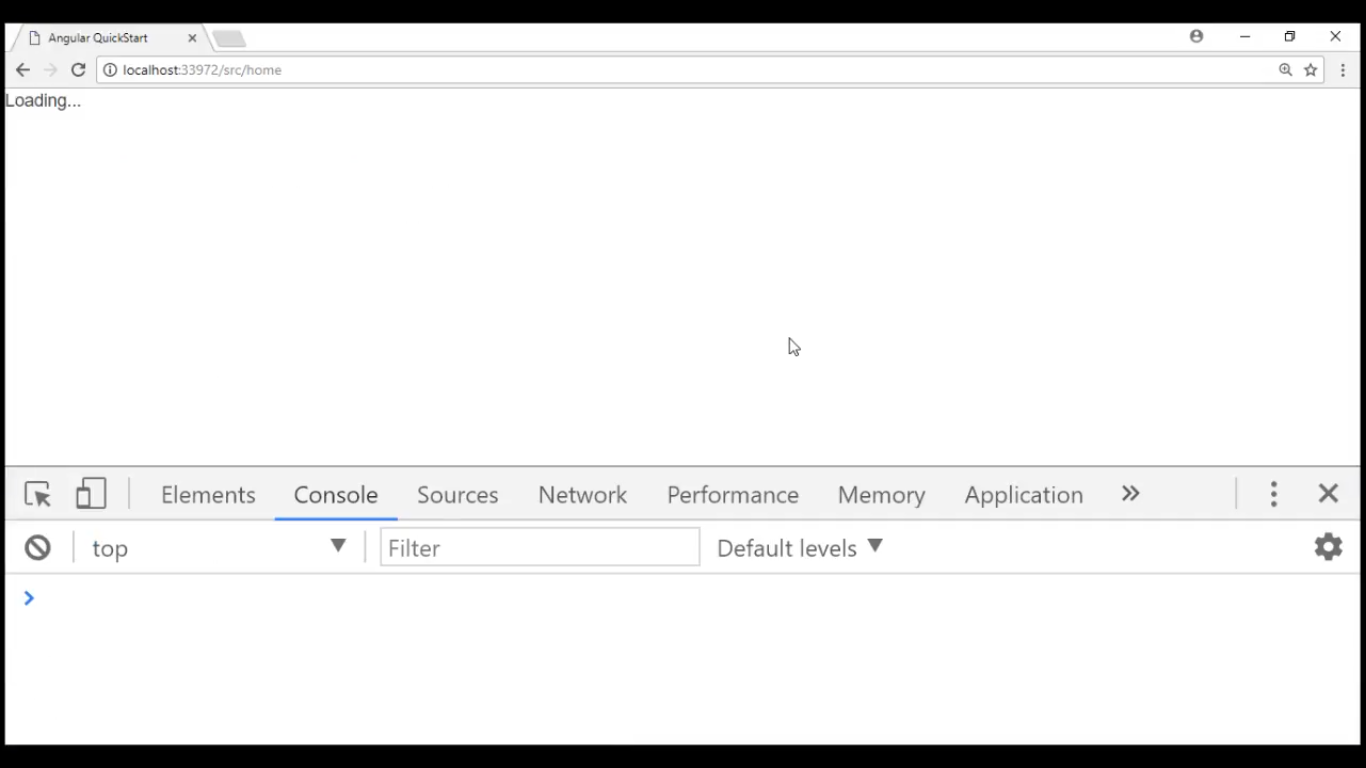 Angular QuickStart
localhost:33972/src/home
Loading...
Elements Console Sources Network Performance Memory Application
top Filter Default levels